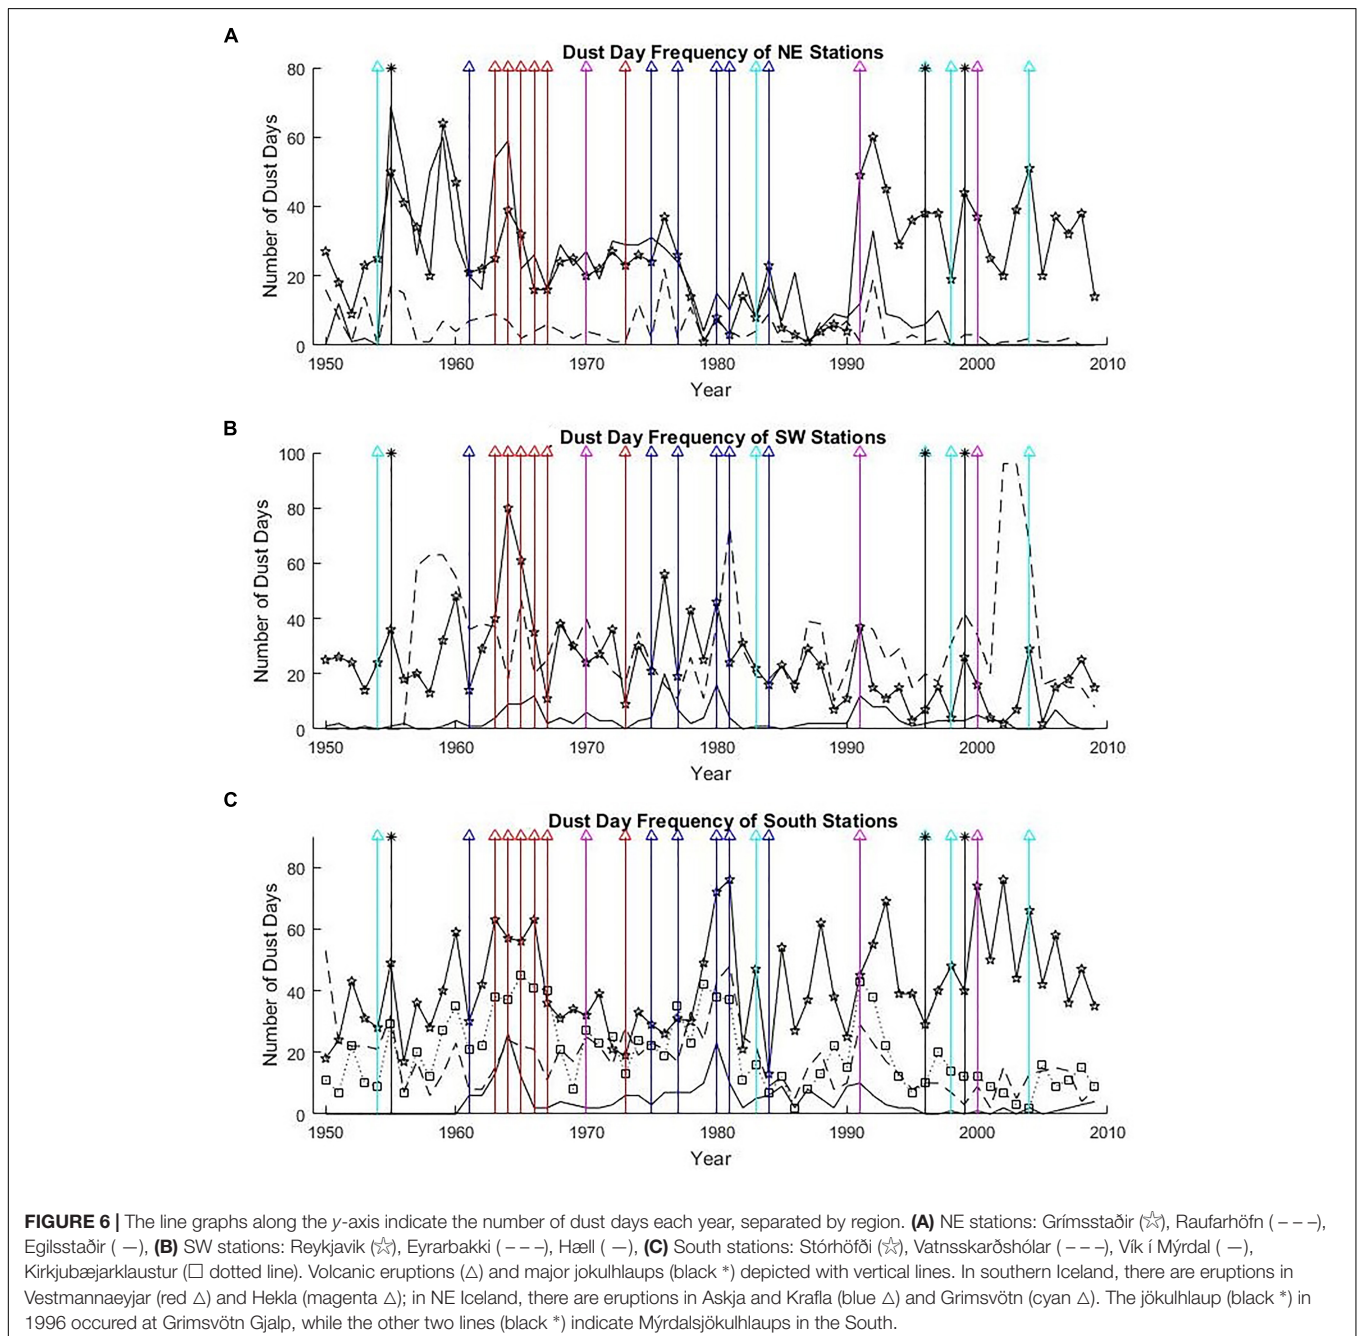 A
Dust Day Frequency of NE Stations
80
60
40
20
0
Number of Dust Days
1950 1960 1970 1980 1990 2000 2010
Year
B
Dust Day Frequency of SW Stations
100
80
60
40
20
0
Number of Dust Days
1950 1960 1970 1980 1990 2000 2010
Year
C
Dust Day Frequency of South Stations
80
60
40
20
0
Number of Dust Days
1950 1960 1970 1980 1990 2000 2010
Year
FIGURE 6 | The line graphs along the y-axis indicate the number of dust days each year, separated by region. (A) NE stations: Grímsstaðir (☆), Raufarhöfn ( – – –),
Egilsstaðir ( —), (B) SW stations: Reykjavik (☆), Eyrarbakki ( – – –), Hæll ( —), (C) South stations: Stórhöfði (☆), Vatnsskarðshólar ( – – –), Vík í Mýrdal ( —),
Kirkjubæjarklaustur (□ dotted line). Volcanic eruptions (△) and major jokulhlaups (black *) depicted with vertical lines. In southern Iceland, there are eruptions in
Vestmannaeyjar (red △) and Hekla (magenta △); in NE Iceland, there are eruptions in Askja and Krafla (blue △) and Grimsvötn (cyan △). The jökulhlaup (black *) in
1996 occured at Grimsvötn Gjalp, while the other two lines (black *) indicate Mýrdalsjökulhlaups in the South.